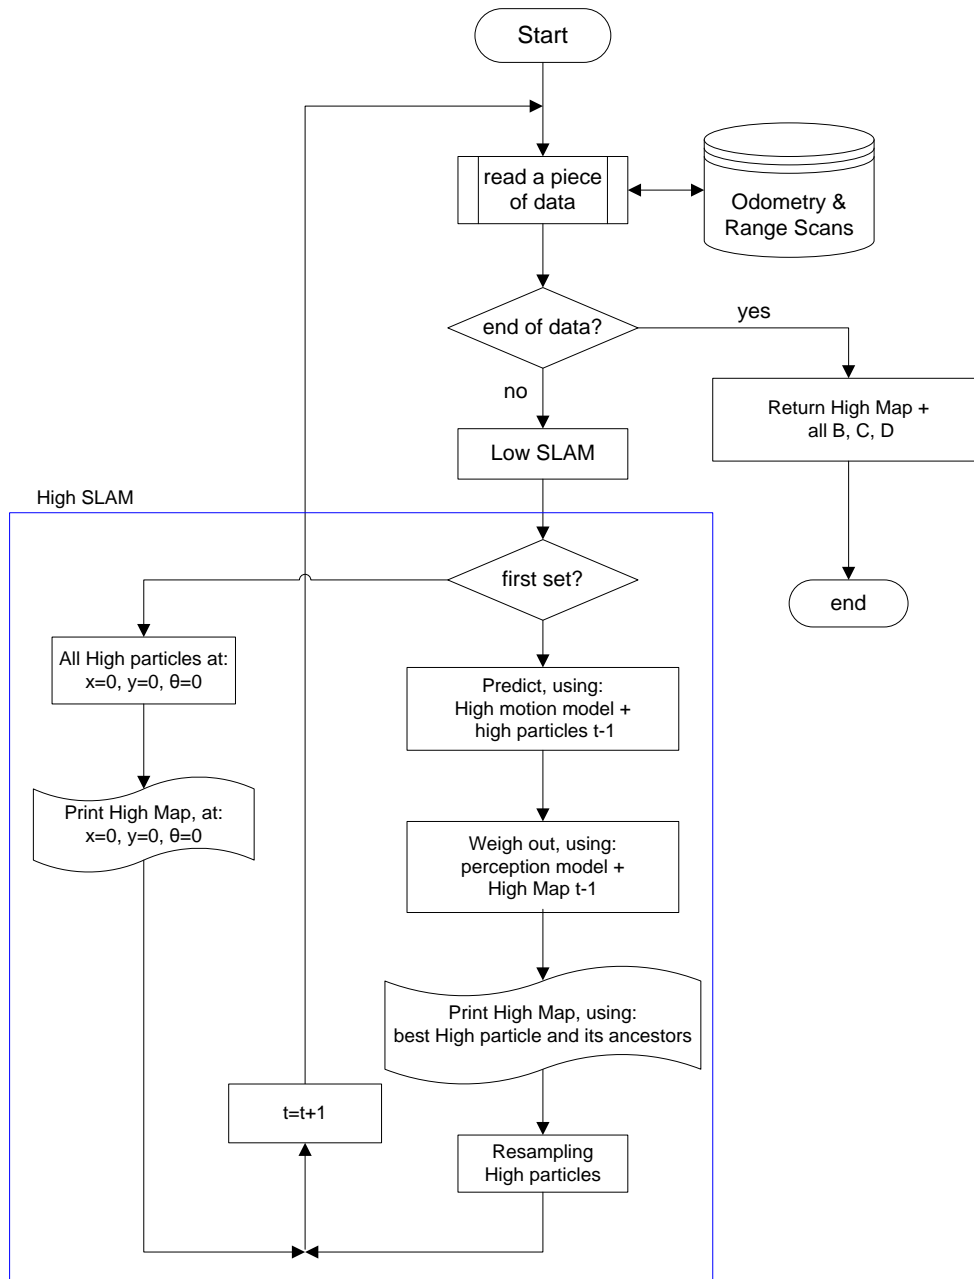 Start
read a piece
of data
Odometry &
Range Scans
end of data?
yes
no
Return High Map +
all B, C, D
Low SLAM
High SLAM
first set?
end
All High particles at:
x=0, y=0, θ=0
Predict, using:
High motion model +
high particles t-1
Print High Map, at:
x=0, y=0, θ=0
Weigh out, using:
perception model +
High Map t-1
Print High Map, using:
best High particle and its ancestors
t=t+1
Resampling
High particles